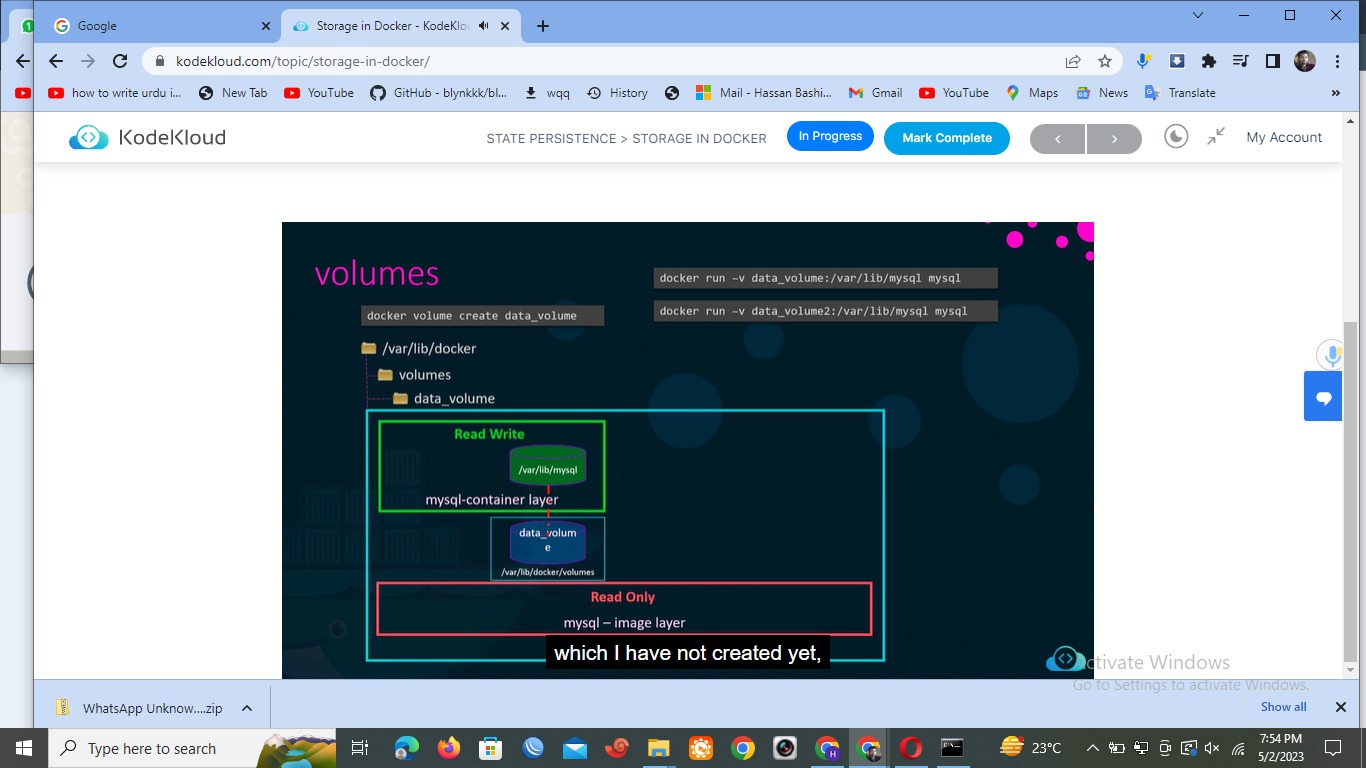 1
Google
Storage in Docker - KodeKlo
kodekloud.com/topic/storage-in-docker/
how to write urdu i...
New Tab
YouTube
GitHub - blynkkk/bl...
wqq
History
Mail - Hassan Bashi...
Gmail
YouTube
Maps
News
Translate
»
KodeKloud
STATE PERSISTENCE > STORAGE IN DOCKER
In Progress
Mark Complete
My Account
volumes
docker run -v data_volume:/var/lib/mysql mysql
docker run -v data_volume2:/var/lib/mysql mysql
docker volume create data_volume
/var/lib/docker
volumes
data_volume
Read Write
/var/lib/mysql
mysql-container layer
data_volum
e
/var/lib/docker/volumes
Read Only
mysql – image layer
which I have not created yet,
Activate Windows
Go to Settings to activate Windows.
WhatsApp Unknow....zip
Show all
Type here to search
H
23°C
7:54 PM
5/2/2023